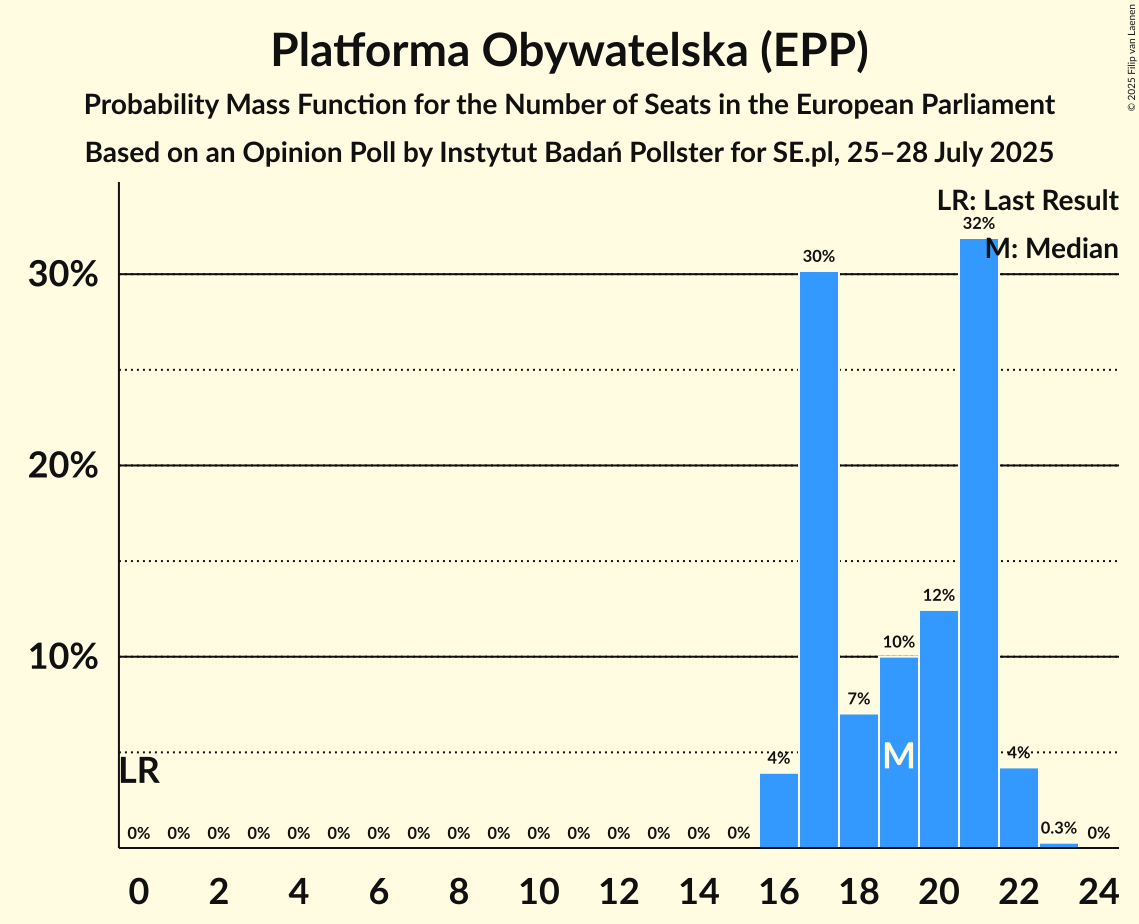 Platforma Obywatelska (EPP)
Probability Mass Function for the Number of Seats in the European Parliament
Based on an Opinion Poll by Instytut Badań Pollster for SE.pl, 25–28 July 2025
© 2025 Filip van Laenen
LR: Last Result
M: Median
32%
30%
30%
20%
12%
10%
10%
7%
M
4%
4%
LR
0% 0% 0% 0% 0% 0% 0% 0% 0% 0% 0% 0% 0% 0% 0% 0% 0.3% 0%
0 2 4 6 8 10 12 14 16 18 20 22 24